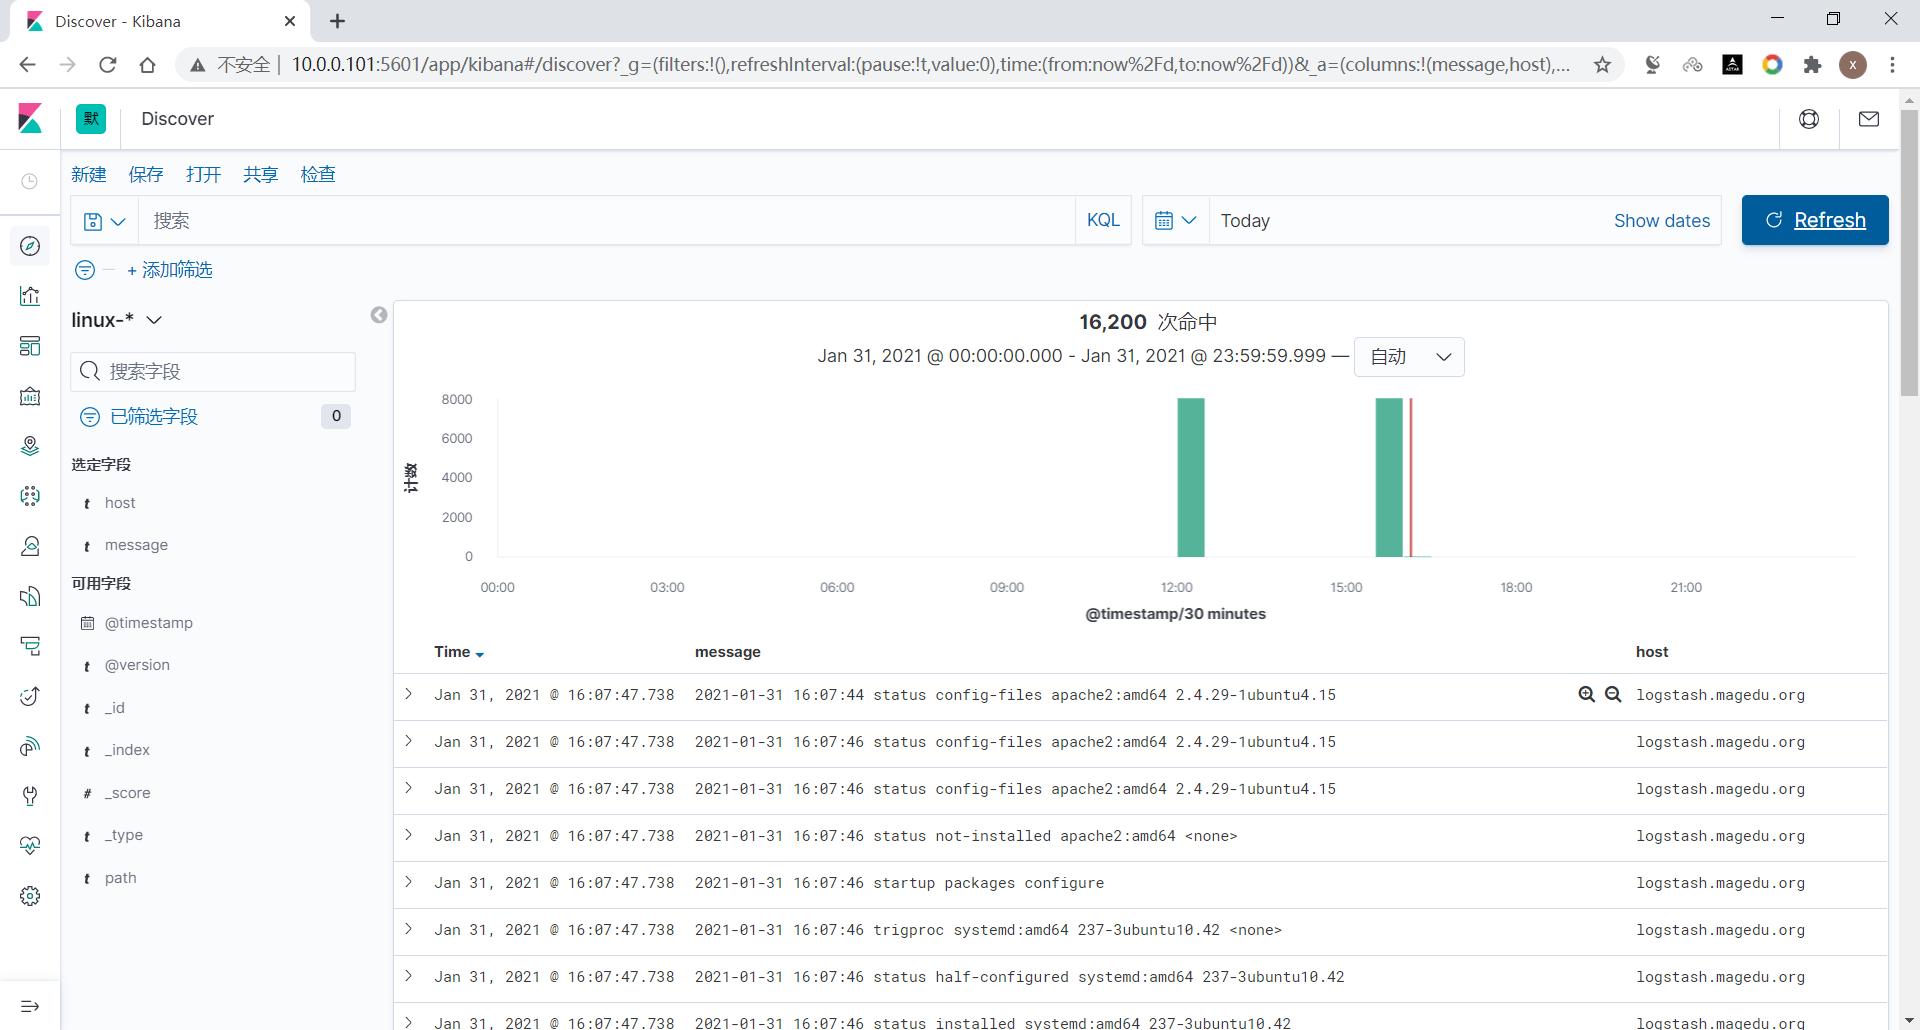 Discover - Kibana
不安全 | 10.0.0.101:5601/app/kibana#/discover?_g=(filters:!(),refreshInterval:(pause:!t,value:0),time:(from:now%2Fd,to:now%2Fd))&_a=(columns:!(message,host),...
X
默 Discover
新建 保存 打开 共享 检查
搜索 KQL Today Show dates Refresh
+ 添加筛选
linux-*
搜索字段
已筛选字段 0
选定字段
t host
t message
可用字段
@timestamp
t @version
t _id
t _index
# _score
t _type
t path
16,200 次命中
Jan 31, 2021 @ 00:00:00.000 - Jan 31, 2021 @ 23:59:59.999 — 自动
计数
8000
6000
4000
2000
0
00:00 03:00 06:00 09:00 12:00 15:00 18:00 21:00
@timestamp/30 minutes
Time message host
Jan 31, 2021 @ 16:07:47.738 2021-01-31 16:07:44 status config-files apache2:amd64 2.4.29-1ubuntu4.15 logstash.magedu.org
Jan 31, 2021 @ 16:07:47.738 2021-01-31 16:07:46 status config-files apache2:amd64 2.4.29-1ubuntu4.15 logstash.magedu.org
Jan 31, 2021 @ 16:07:47.738 2021-01-31 16:07:46 status config-files apache2:amd64 2.4.29-1ubuntu4.15 logstash.magedu.org
Jan 31, 2021 @ 16:07:47.738 2021-01-31 16:07:46 status not-installed apache2:amd64 <none> logstash.magedu.org
Jan 31, 2021 @ 16:07:47.738 2021-01-31 16:07:46 startup packages configure logstash.magedu.org
Jan 31, 2021 @ 16:07:47.738 2021-01-31 16:07:46 trigproc systemd:amd64 237-3ubuntu10.42 <none> logstash.magedu.org
Jan 31, 2021 @ 16:07:47.738 2021-01-31 16:07:46 status half-configured systemd:amd64 237-3ubuntu10.42 logstash.magedu.org
Jan 31, 2021 @ 16:07:47.738 2021-01-31 16:07:46 status installed systemd:amd64 237-3ubuntu10.42 logstash.magedu.org